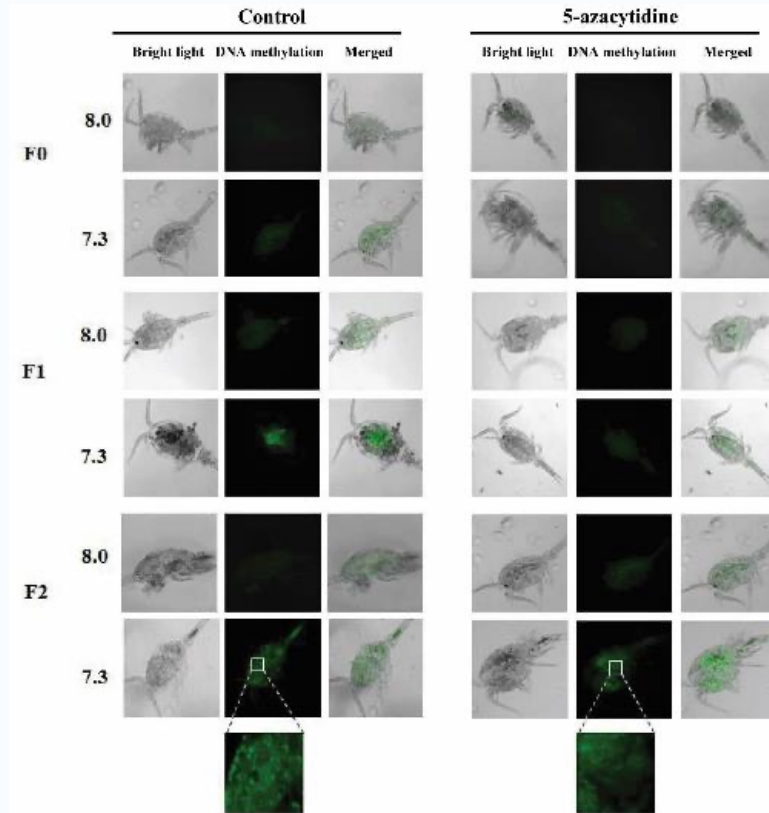 Control 5-azacytidine
Bright light DNA methylation Merged Bright light DNA methylation Merged
8.0
F0
7.3
8.0
F1
7.3
8.0
F2
7.3